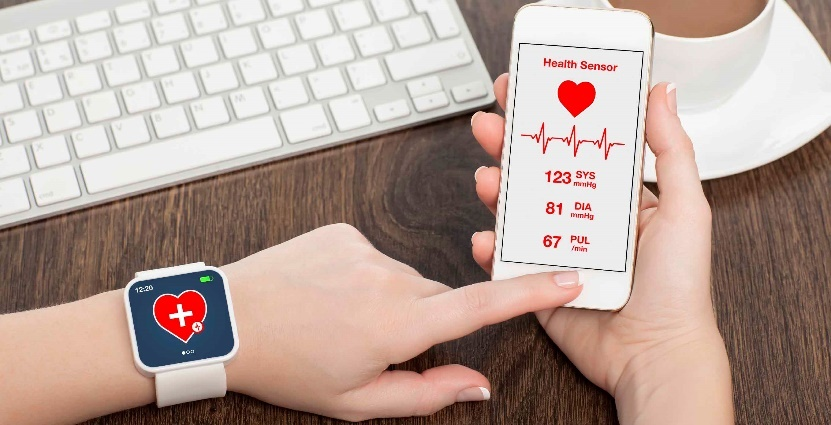 Health Sensor
123 SYS mmHg
81 DIA mmHg
67 PUL /min
12:20